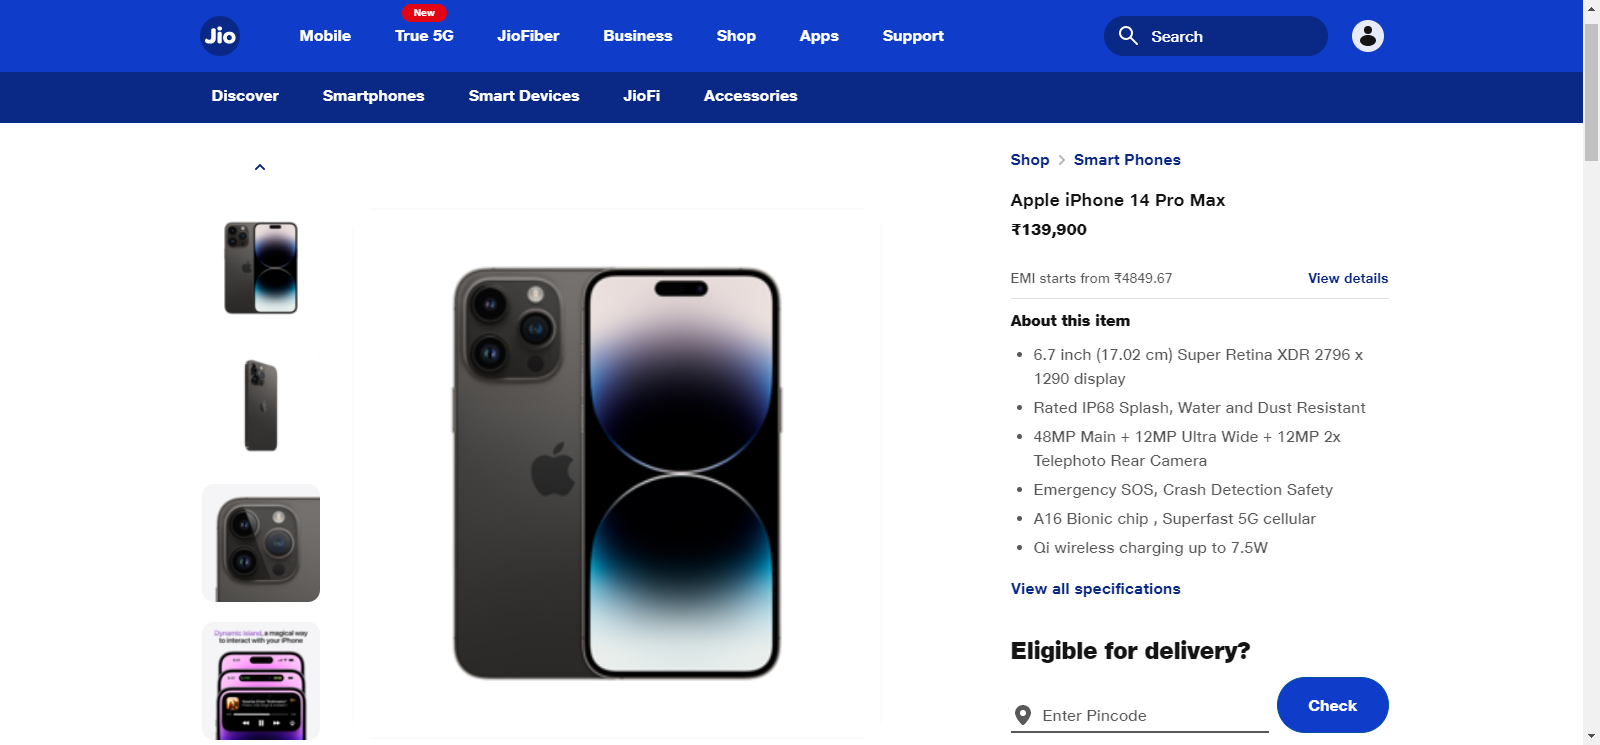 New
Jio
Mobile
True 5G
JioFiber
Business
Shop
Apps
Support
Search
Discover
Smartphones
Smart Devices
JioFi
Accessories
Shop > Smart Phones
Apple iPhone 14 Pro Max
₹139,900
EMI starts from ₹4849.67
View details
About this item
• 6.7 inch (17.02 cm) Super Retina XDR 2796 x
1290 display
• Rated IP68 Splash, Water and Dust Resistant
• 48MP Main + 12MP Ultra Wide + 12MP 2x
Telephoto Rear Camera
• Emergency SOS, Crash Detection Safety
• A16 Bionic chip , Superfast 5G cellular
• Qi wireless charging up to 7.5W
View all specifications
Eligible for delivery?
Enter Pincode
Check
Dynamic Island, a magical way
to interact with your iPhone